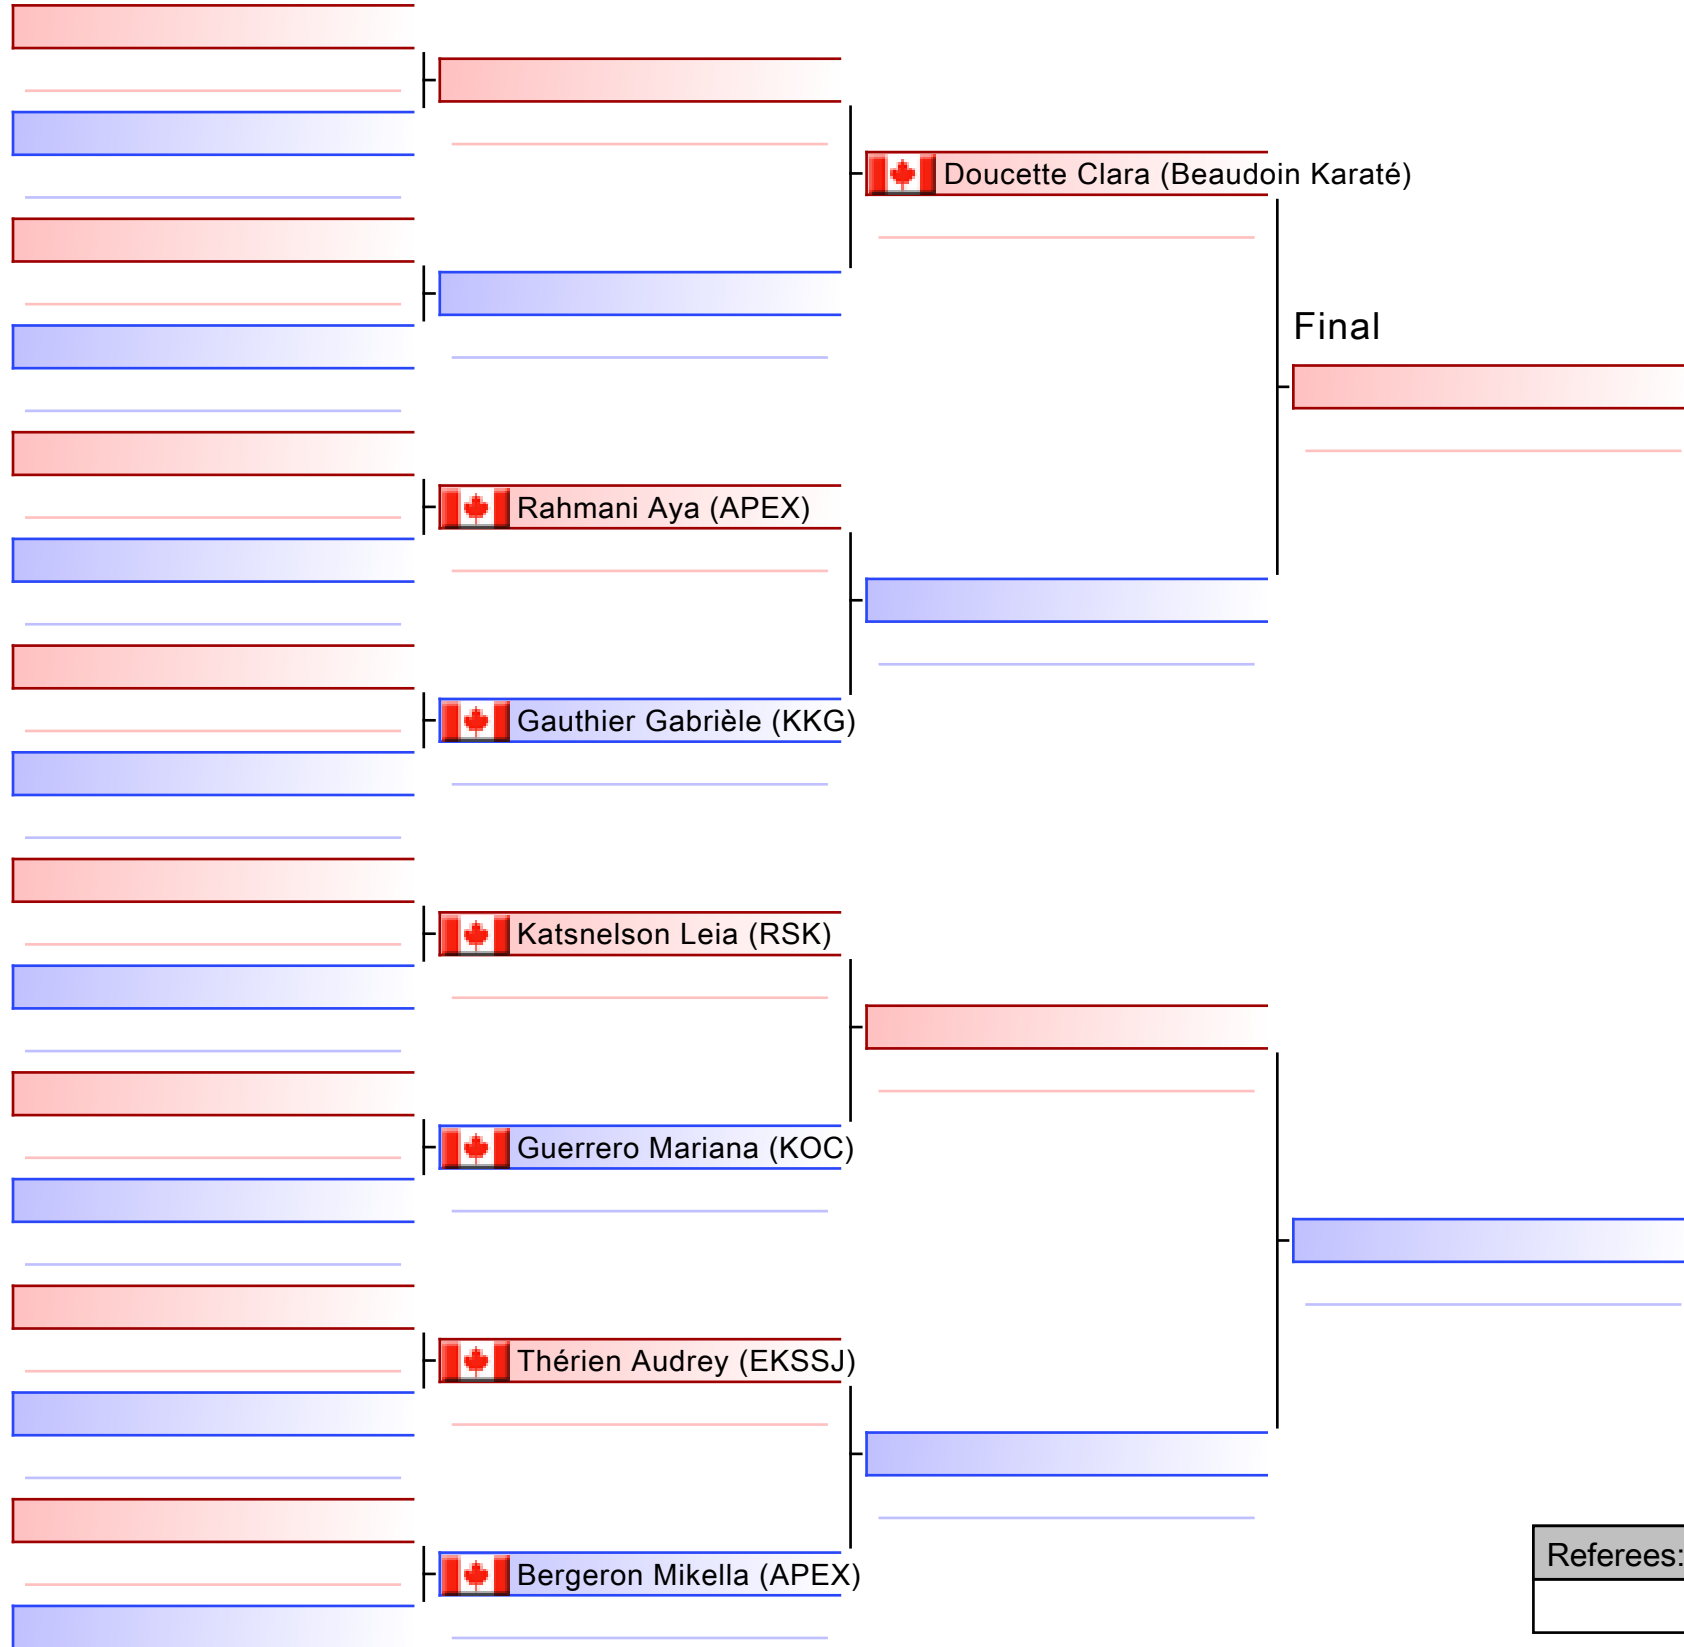 Doucette Clara (Beaudoin Karaté)
Final
Rahmani Aya (APEX)
Gauthier Gabrièle (KKG)
Katsnelson Leia (RSK)
Guerrero Mariana (KOC)
Thérien Audrey (EKSSJ)
Bergeron Mikella (APEX)
Referees: